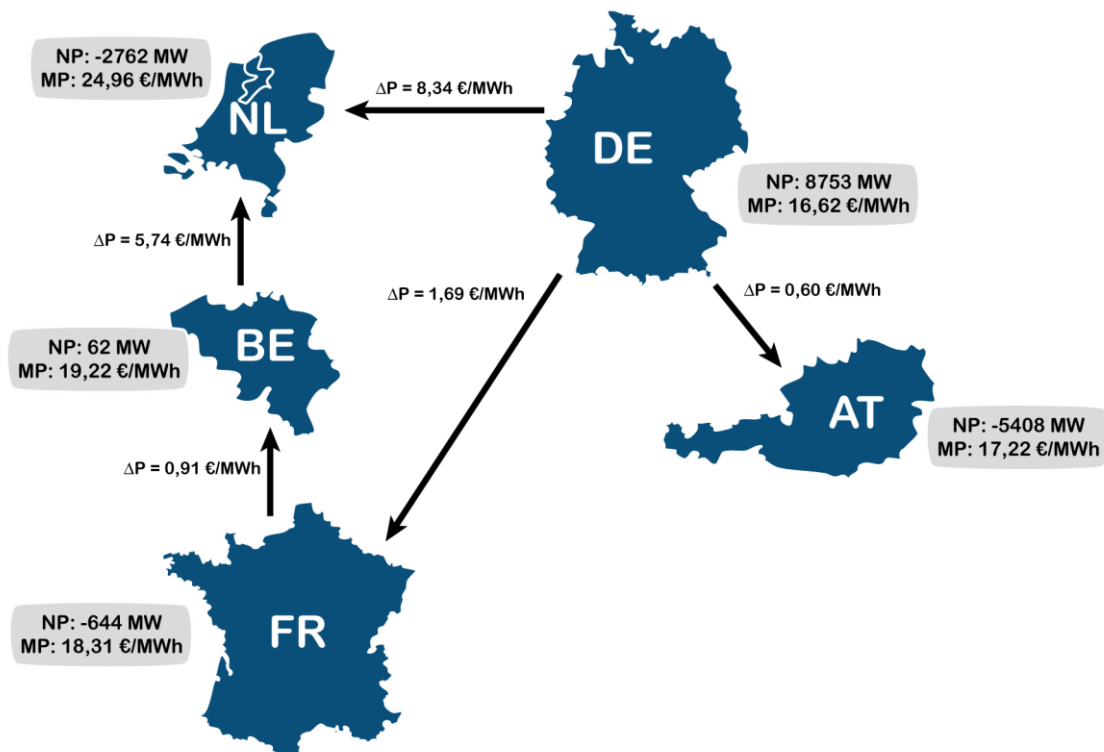 NP: -2762 MW
MP: 24,96 €/MWh
NL
ΔP = 8,34 €/MWh
DE
NP: 8753 MW
MP: 16,62 €/MWh
ΔP = 5,74 €/MWh
ΔP = 1,69 €/MWh
ΔP = 0,60 €/MWh
NP: 62 MW
MP: 19,22 €/MWh
BE
AT
NP: -5408 MW
MP: 17,22 €/MWh
ΔP = 0,91 €/MWh
NP: -644 MW
MP: 18,31 €/MWh
FR